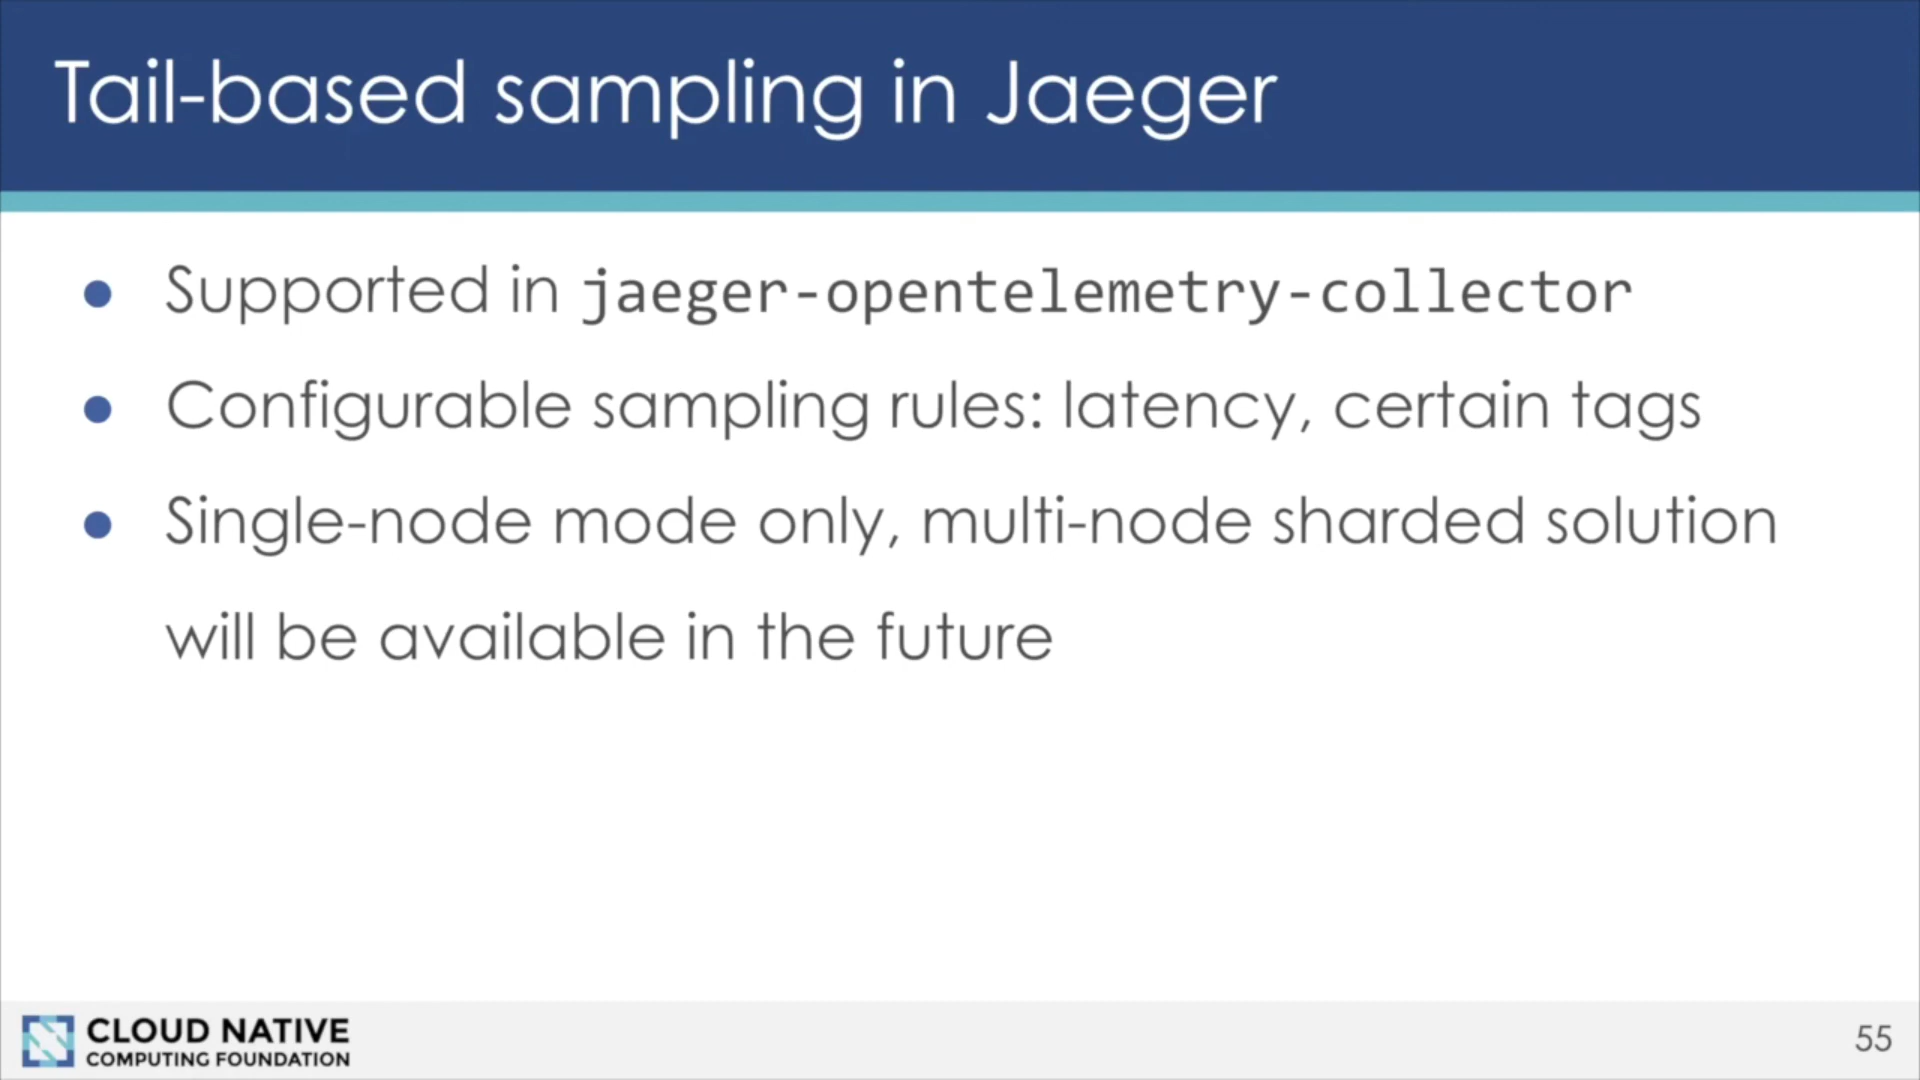 Tail-based sampling in Jaeger
● Supported in jaeger-opentelemetry-collector
● Configurable sampling rules: latency, certain tags
● Single-node mode only, multi-node sharded solution
will be available in the future
CLOUD NATIVE
COMPUTING FOUNDATION
55